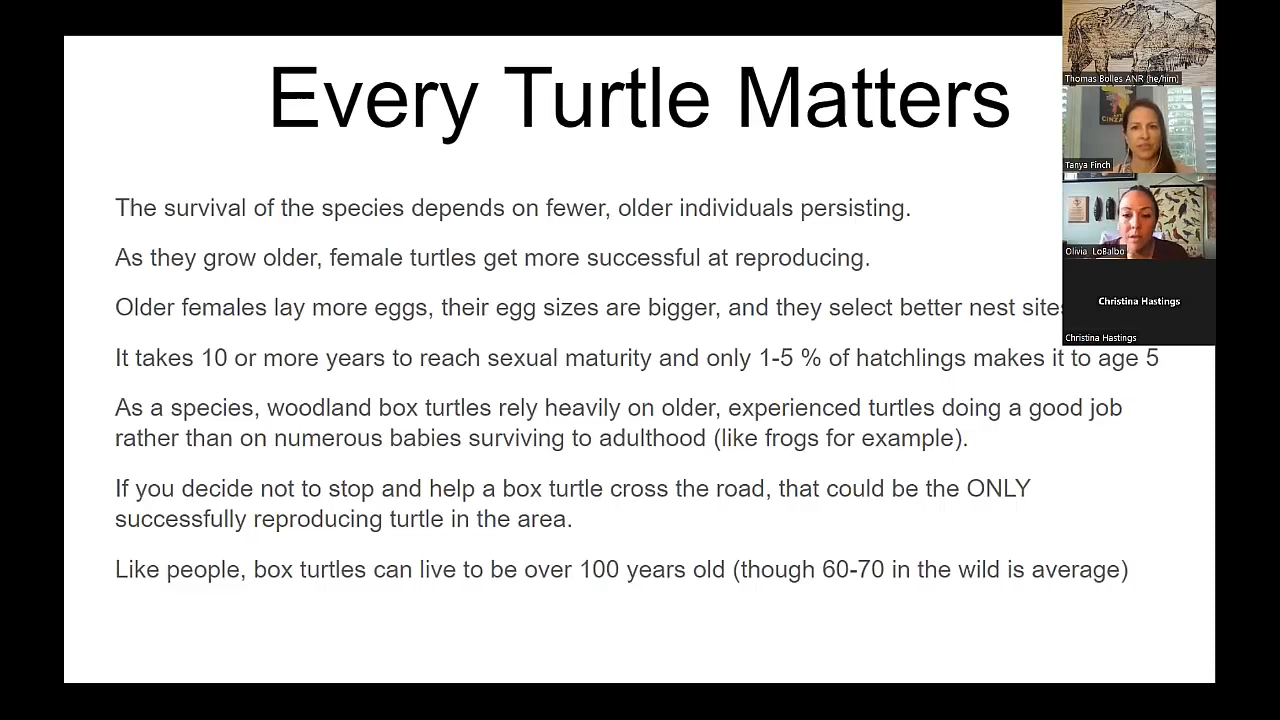 Every Turtle Matters
The survival of the species depends on fewer, older individuals persisting.
As they grow older, female turtles get more successful at reproducing.
Older females lay more eggs, their egg sizes are bigger, and they select better nest sites
It takes 10 or more years to reach sexual maturity and only 1-5 % of hatchlings makes it to age 5
As a species, woodland box turtles rely heavily on older, experienced turtles doing a good job
rather than on numerous babies surviving to adulthood (like frogs for example).
If you decide not to stop and help a box turtle cross the road, that could be the ONLY
successfully reproducing turtle in the area.
Like people, box turtles can live to be over 100 years old (though 60-70 in the wild is average)
Thomas Bolles ANR (he/him)
Tanya Finch
Olivia LoBalbo
Christina Hastings
Christina Hastings